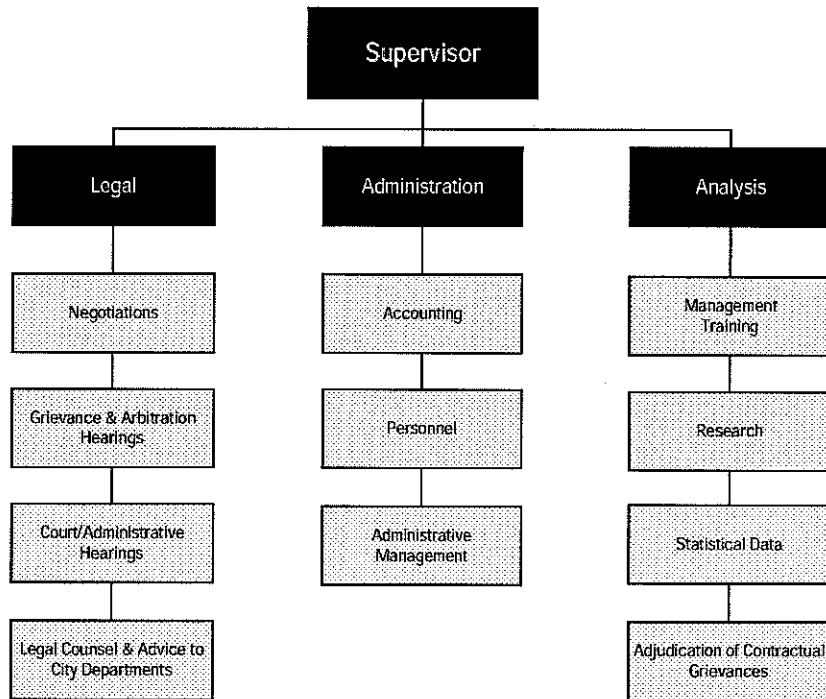 Supervisor
Legal
Administration
Analysis
Negotiations
Accounting
Management
Training
Grievance & Arbitration
Hearings
Personnel
Research
Court/Administrative
Hearings
Administrative
Management
Statistical Data
Legal Counsel & Advice to
City Departments
Adjudication of Contractual
Grievances